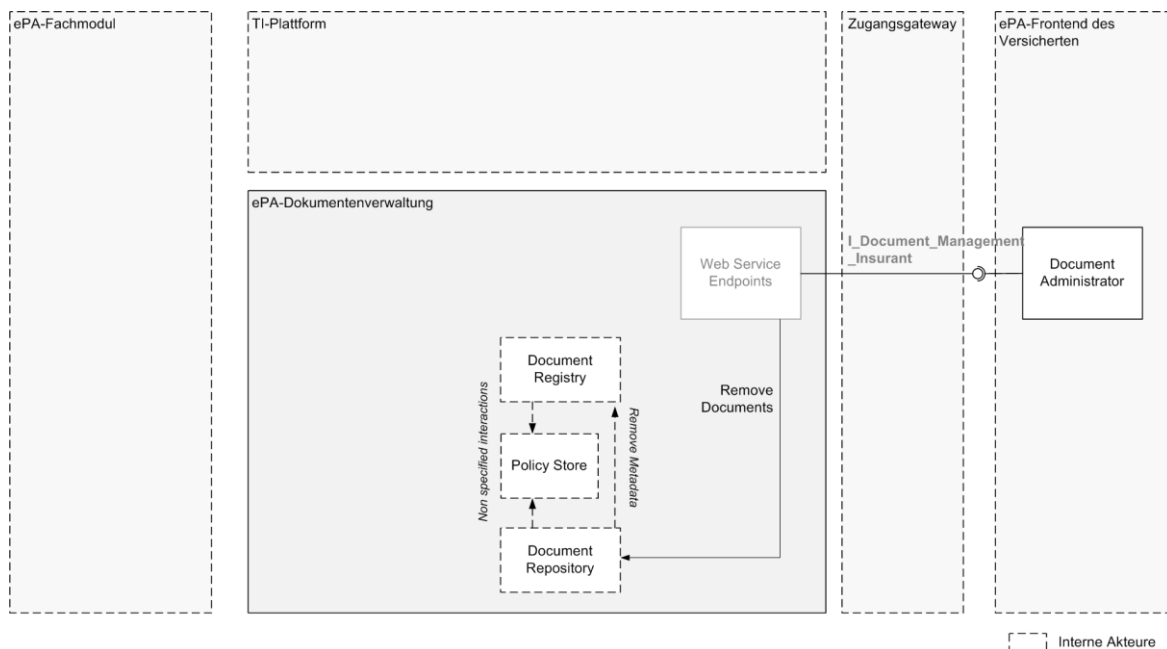 ePA-Fachmodul
TI-Plattform
Zugangsgateway
ePA-Frontend des
Versicherten
ePA-Dokumentenverwaltung
I_Document_Management
_Insurant
Web Service
Endpoints
Document
Administrator
Document
Registry
Remove
Documents
Non specified interactions
Remove Metadata
Policy Store
Document
Repository
Interne Akteure